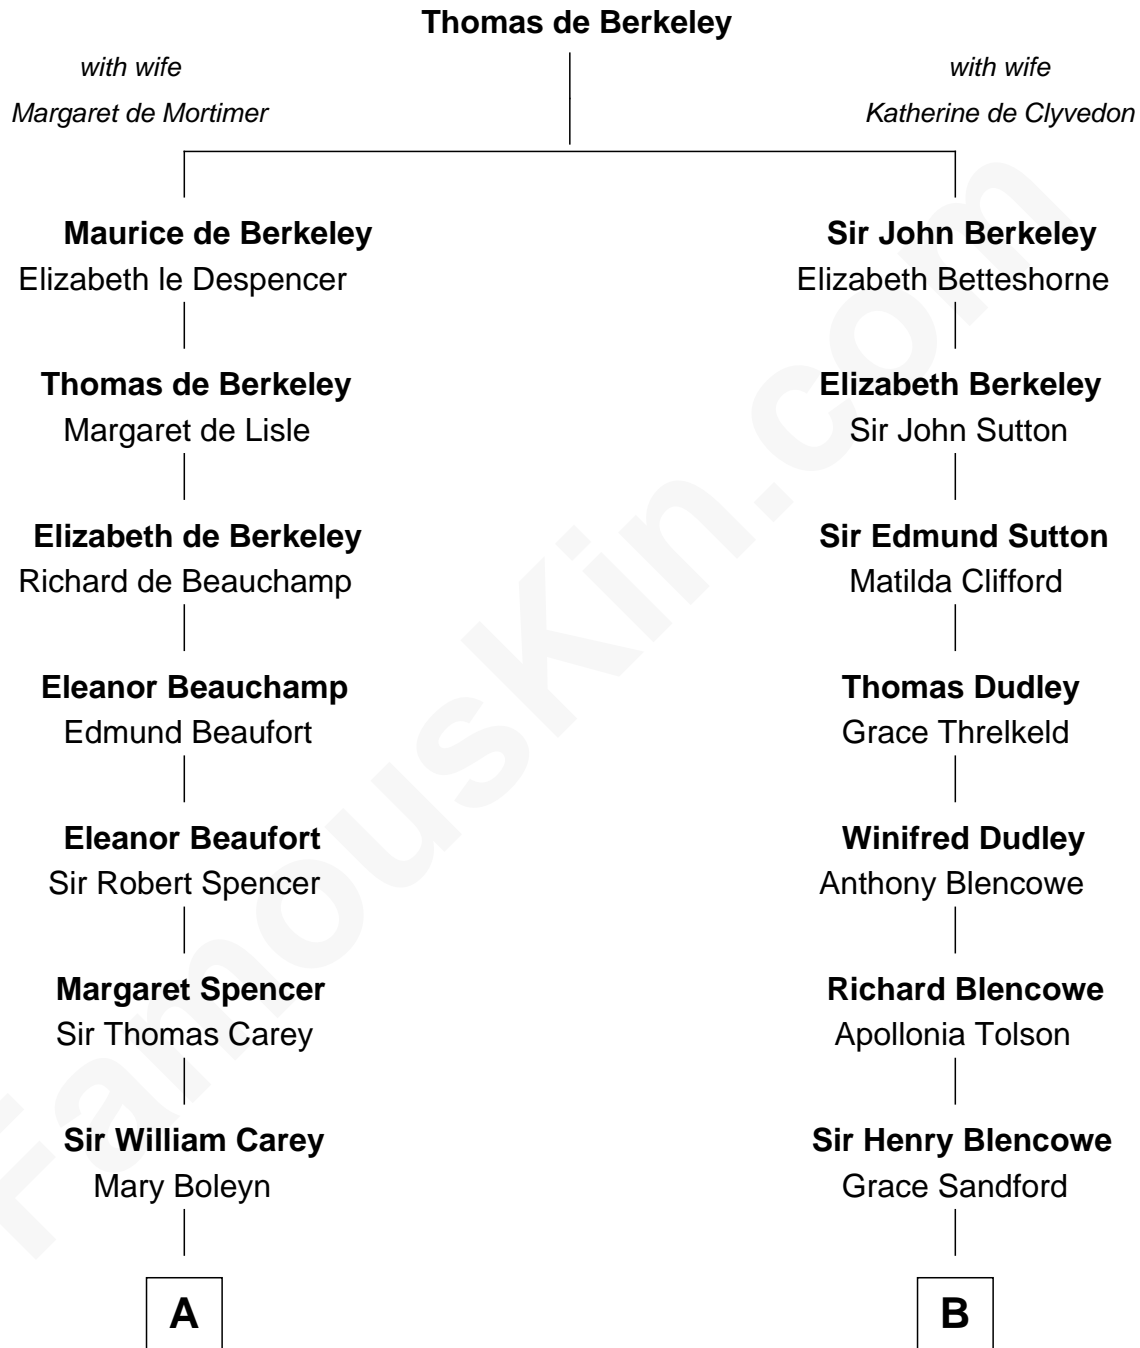 Thomas de Berkeley
with wife
Margaret de Mortimer
with wife
Katherine de Clyvedon
Maurice de Berkeley
Elizabeth le Despencer
Sir John Berkeley
Elizabeth Betteshorne
Thomas de Berkeley
Margaret de Lisle
Elizabeth Berkeley
Sir John Sutton
Elizabeth de Berkeley
Richard de Beauchamp
Sir Edmund Sutton
Matilda Clifford
Eleanor Beauchamp
Edmund Beaufort
Thomas Dudley
Grace Threlkeld
Eleanor Beaufort
Sir Robert Spencer
Winifred Dudley
Anthony Blencowe
Margaret Spencer
Sir Thomas Carey
Richard Blencowe
Apollonia Tolson
Sir William Carey
Mary Boleyn
Sir Henry Blencowe
Grace Sandford
A
B
FamousKin.com